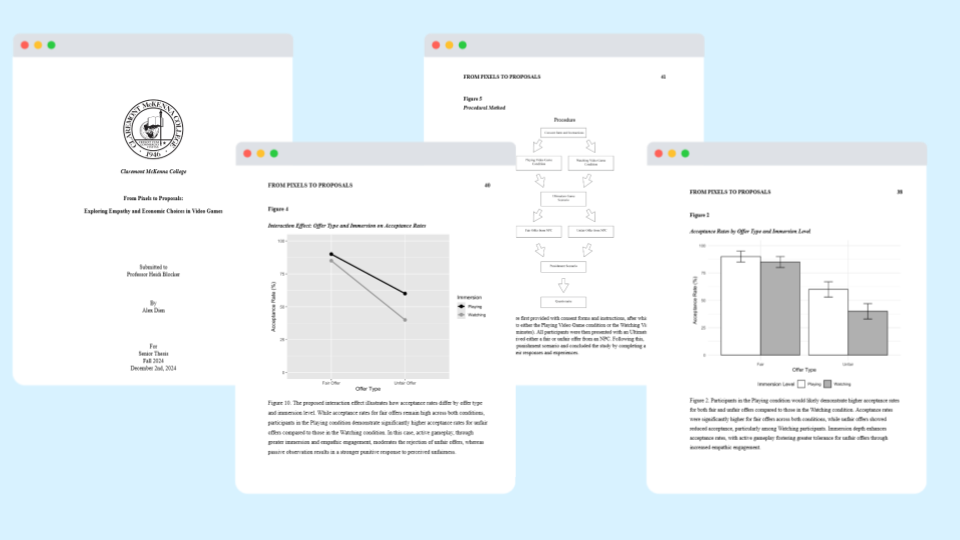 CLAREMONT McKENNA COLLEGE
1946
Claremont McKenna College
From Pixels to Proposals:
Exploring Empathy and Economic Choices in Video Games
Submitted to
Professor Heidi Blocker
By
Alex Dien
For
Senior Thesis
Fall 2024
December 2nd, 2024
FROM PIXELS TO PROPOSALS 40
Figure 4
Interaction Effect: Offer Type and Immersion on Acceptance Rates
100
75
50
25
0
Acceptance Rate (%)
Fair Offer Unfair Offer
Offer Type
Immersion
Playing
Watching
Figure 10. The proposed interaction effect illustrates how acceptance rates differ by offer type
and immersion level. While acceptance rates for fair offers remain high across both conditions,
participants in the Playing condition demonstrate significantly higher acceptance rates for unfair
offers compared to those in the Watching condition. In this case, active gameplay, through
greater immersion and empathic engagement, moderates the rejection of unfair offers, whereas
passive observation results in a stronger punitive response to perceived unfairness.
FROM PIXELS TO PROPOSALS 41
Figure 5
Procedural Method
Procedure
Playing Video Game
Condition
Watching Video Game
Condition
Ultimatum Game
Scenario
Fair Offer from NPC
Unfair Offer from NPC
Punishment Scenario
re first provided with consent forms and instructions, after whi
o either the Playing Video Game condition or the Watching Vi
minutes). All participants were then presented with an Ultimat
ived either a fair or unfair offer from an NPC. Following this,
punishment scenario and concluded the study by completing a
eir responses and experiences.
FROM PIXELS TO PROPOSALS
Figure 2
Acceptance Rates by Offer Type and Immersion Level
100
75
50
25
0
Acceptance Rate (%)
Fair Unfair
Offer Type
Immersion Level Playing Watching
Figure 2. Participants in the Playing condition would likely demonstrate higher acceptance rates
for both fair and unfair offers compared to those in the Watching condition. Acceptance rates
were significantly higher for fair offers across both conditions, while unfair offers showed
reduced acceptance, particularly among Watching participants. Immersion depth enhances
acceptance rates, with active gameplay fostering greater tolerance for unfair offers through
increased empathic engagement.